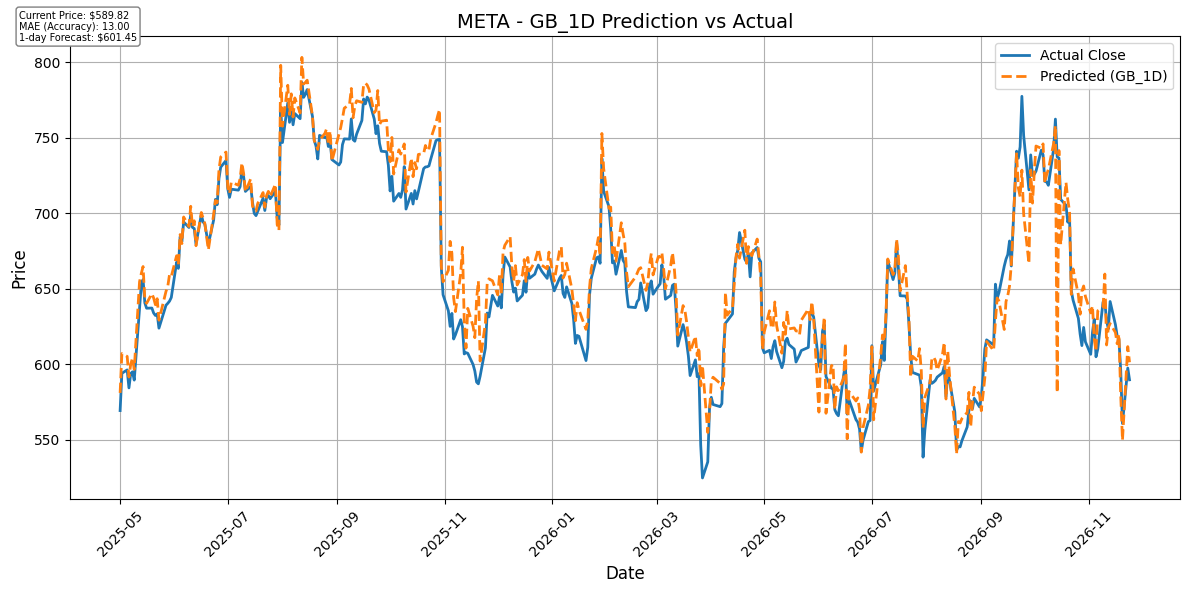 META - GB_1D Prediction vs Actual
Current Price: $589.82
MAE (Accuracy): 13.00
1-day Forecast: $601.45
Actual Close
Predicted (GB_1D)
Price
800
750
700
650
600
550
2025-05
2025-07
2025-09
2025-11
2026-01
2026-03
2026-05
2026-07
2026-09
2026-11
Date